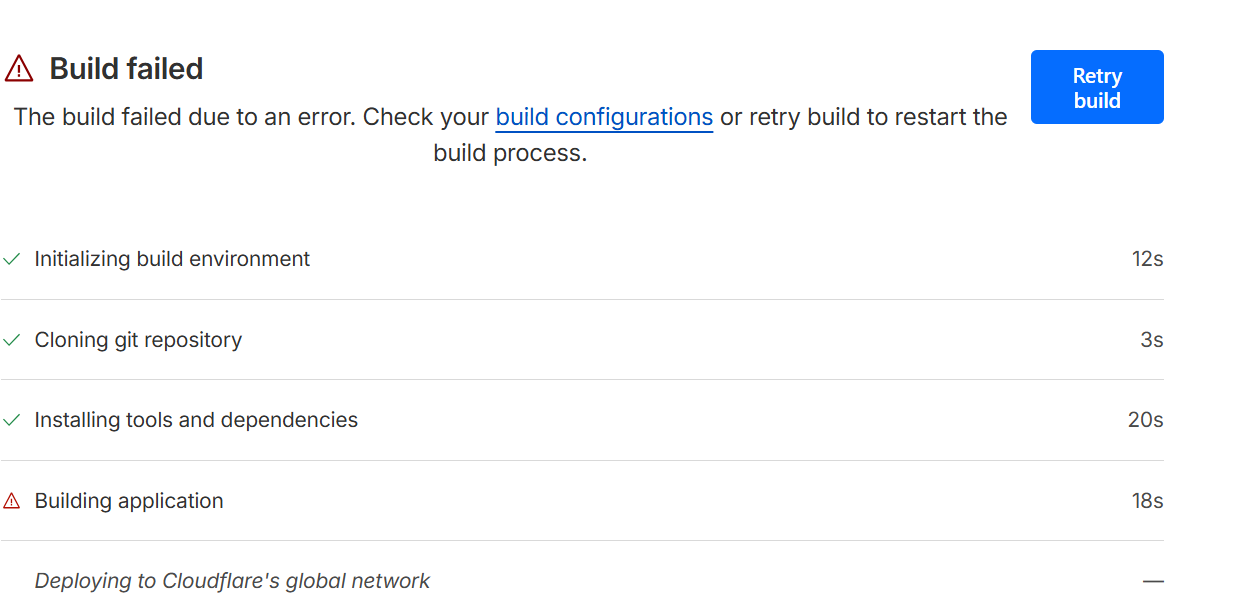 Build failed
Retry
build
The build failed due to an error. Check your build configurations or retry build to restart the
build process.
Initializing build environment
12s
Cloning git repository
3s
Installing tools and dependencies
20s
Building application
18s
Deploying to Cloudflare's global network
—